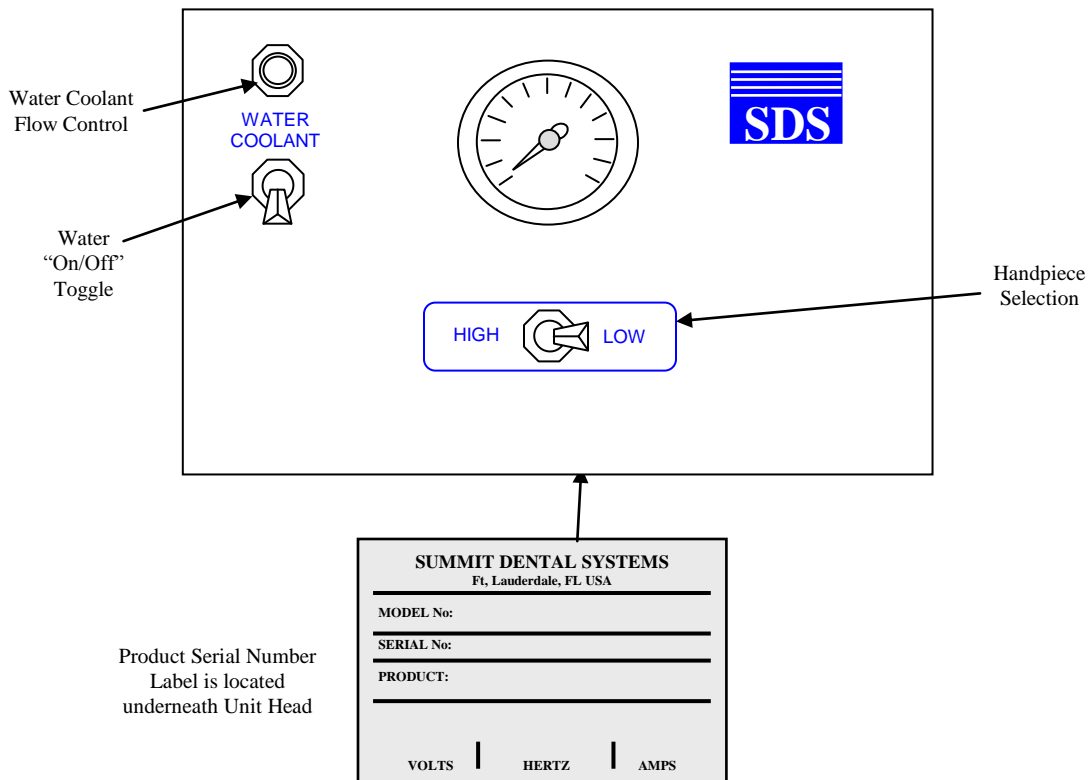 Water Coolant
Flow Control
WATER
COOLANT
SDS
Water
“On/Off”
Toggle
Handpiece
Selection
HIGH
LOW
SUMMIT DENTAL SYSTEMS
Ft, Lauderdale, FL USA
MODEL No:
SERIAL No:
PRODUCT:
VOLTS HERTZ AMPS
Product Serial Number
Label is located
underneath Unit Head